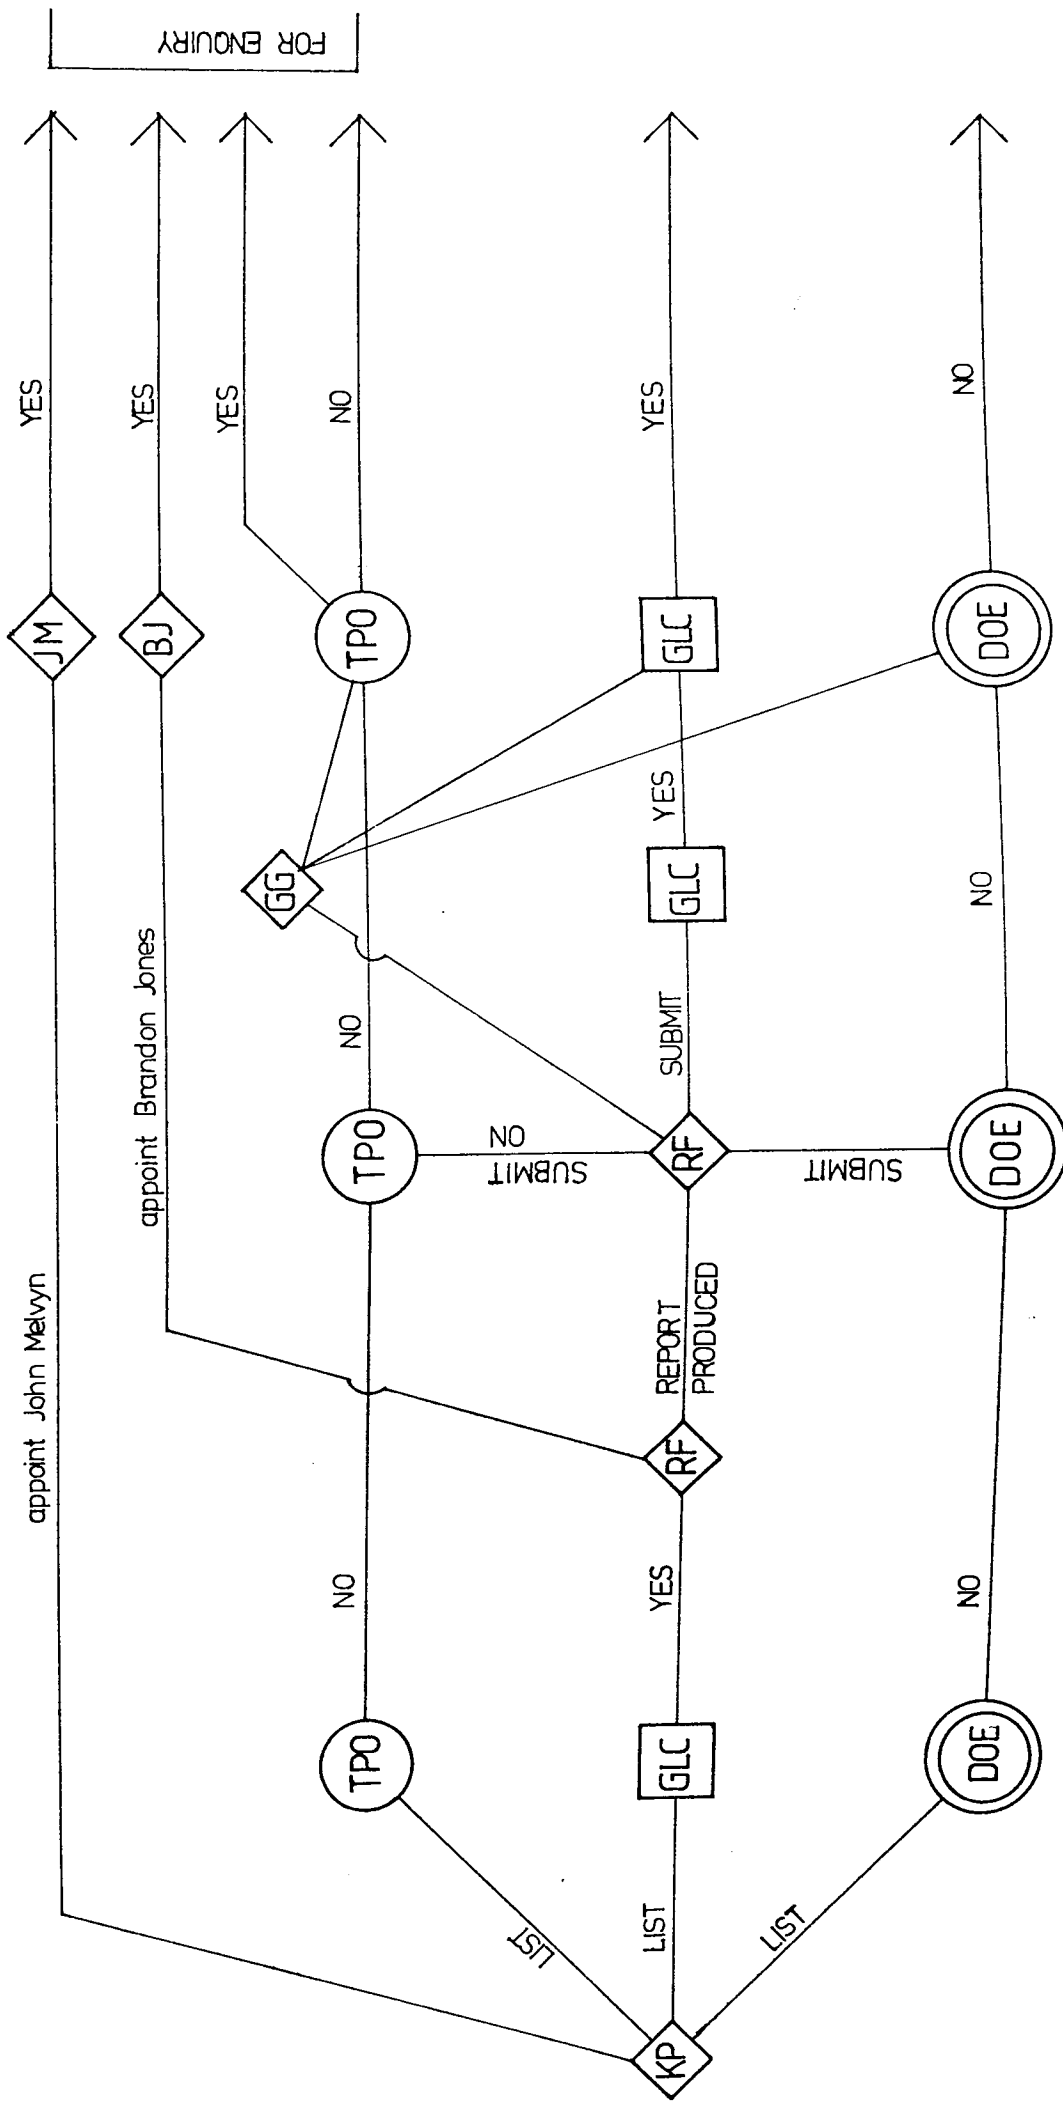 appoint John Melvyn
JM
YES
appoint Brandon Jones
BJ
YES
FOR ENQUIRY
YES
GG
TPO
NO
TPO
NO
TPO
NO
LIST
SUBMIT
ON
KP
LIST
GLC
YES
RF
REPORT
PRODUCED
RF
SUBMIT
GLC
YES
GLC
YES
LIST
SUBMIT
DOE
NO
DOE
NO
DOE
NO